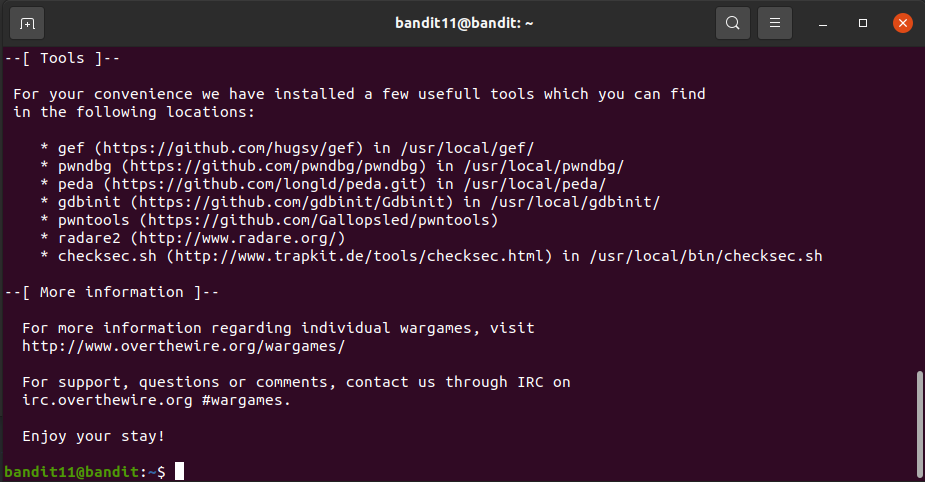 bandit11@bandit: ~
--[ Tools ]--
For your convenience we have installed a few usefull tools which you can find
in the following locations:
* gef (https://github.com/hugsy/gef) in /usr/local/gef/
* pwndbg (https://github.com/pwndbg/pwndbg) in /usr/local/pwndbg/
* peda (https://github.com/longld/peda.git) in /usr/local/peda/
* gdbinit (https://github.com/gdbinit/Gdbinit) in /usr/local/gdbinit/
* pwntools (https://github.com/Gallopsled/pwntools)
* radare2 (http://www.radare.org/)
* checksec.sh (http://www.trapkit.de/tools/checksec.html) in /usr/local/bin/checksec.sh
--[ More information ]--
For more information regarding individual wargames, visit
http://www.overthewire.org/wargames/
For support, questions or comments, contact us through IRC on
irc.overthewire.org #wargames.
Enjoy your stay!
bandit11@bandit:~$